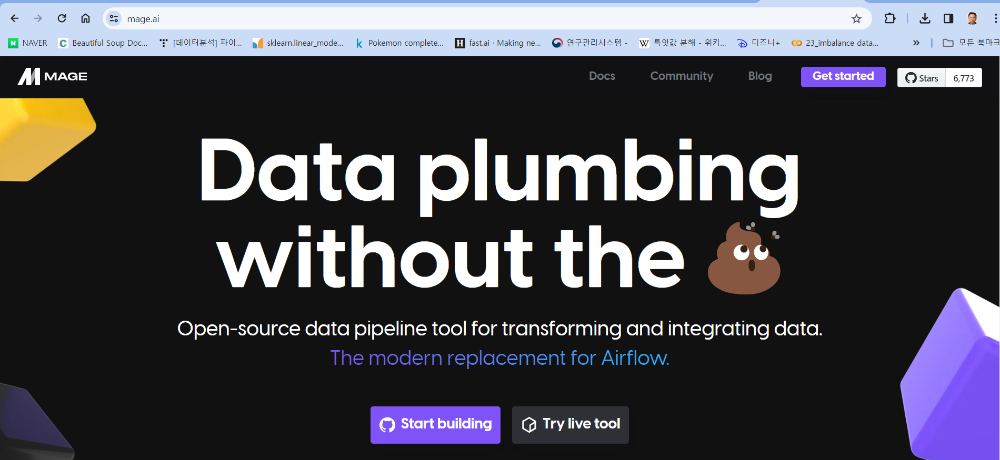 mage.ai
NAVER Beautiful Soup Doc... [데이터분석] 파이... sklearn.linear_mode... Pokemon complete... fast.ai · Making ne... 연구관리시스템 - 특잇값 분해 - 위키... 디즈니+ 23_imbalance data... » 모든 북마크
MAGE Docs Community Blog Get started Stars 6,773
Data plumbing
without the
Open-source data pipeline tool for transforming and integrating data.
The modern replacement for Airflow.
Start building Try live tool